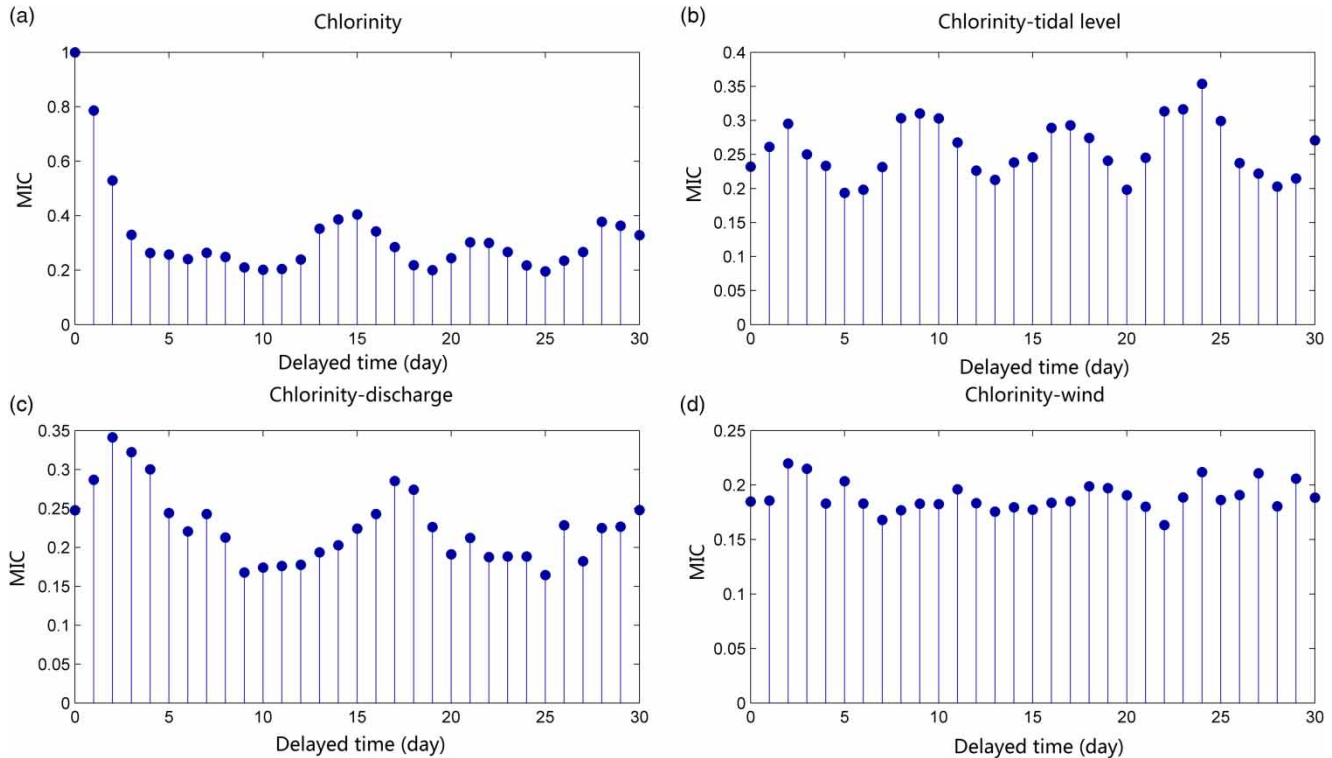 (a)
Chlorinity
MIC
1
0.8
0.6
0.4
0.2
0
0 5 10 15 20 25 30
Delayed time (day)
(b)
Chlorinity-tidal level
MIC
0.4
0.35
0.3
0.25
0.2
0.15
0.1
0.05
0
0 5 10 15 20 25 30
Delayed time (day)
(c)
Chlorinity-discharge
MIC
0.35
0.3
0.25
0.2
0.15
0.1
0.05
0
0 5 10 15 20 25 30
Delayed time (day)
(d)
Chlorinity-wind
MIC
0.25
0.2
0.15
0.1
0.05
0
0 5 10 15 20 25 30
Delayed time (day)